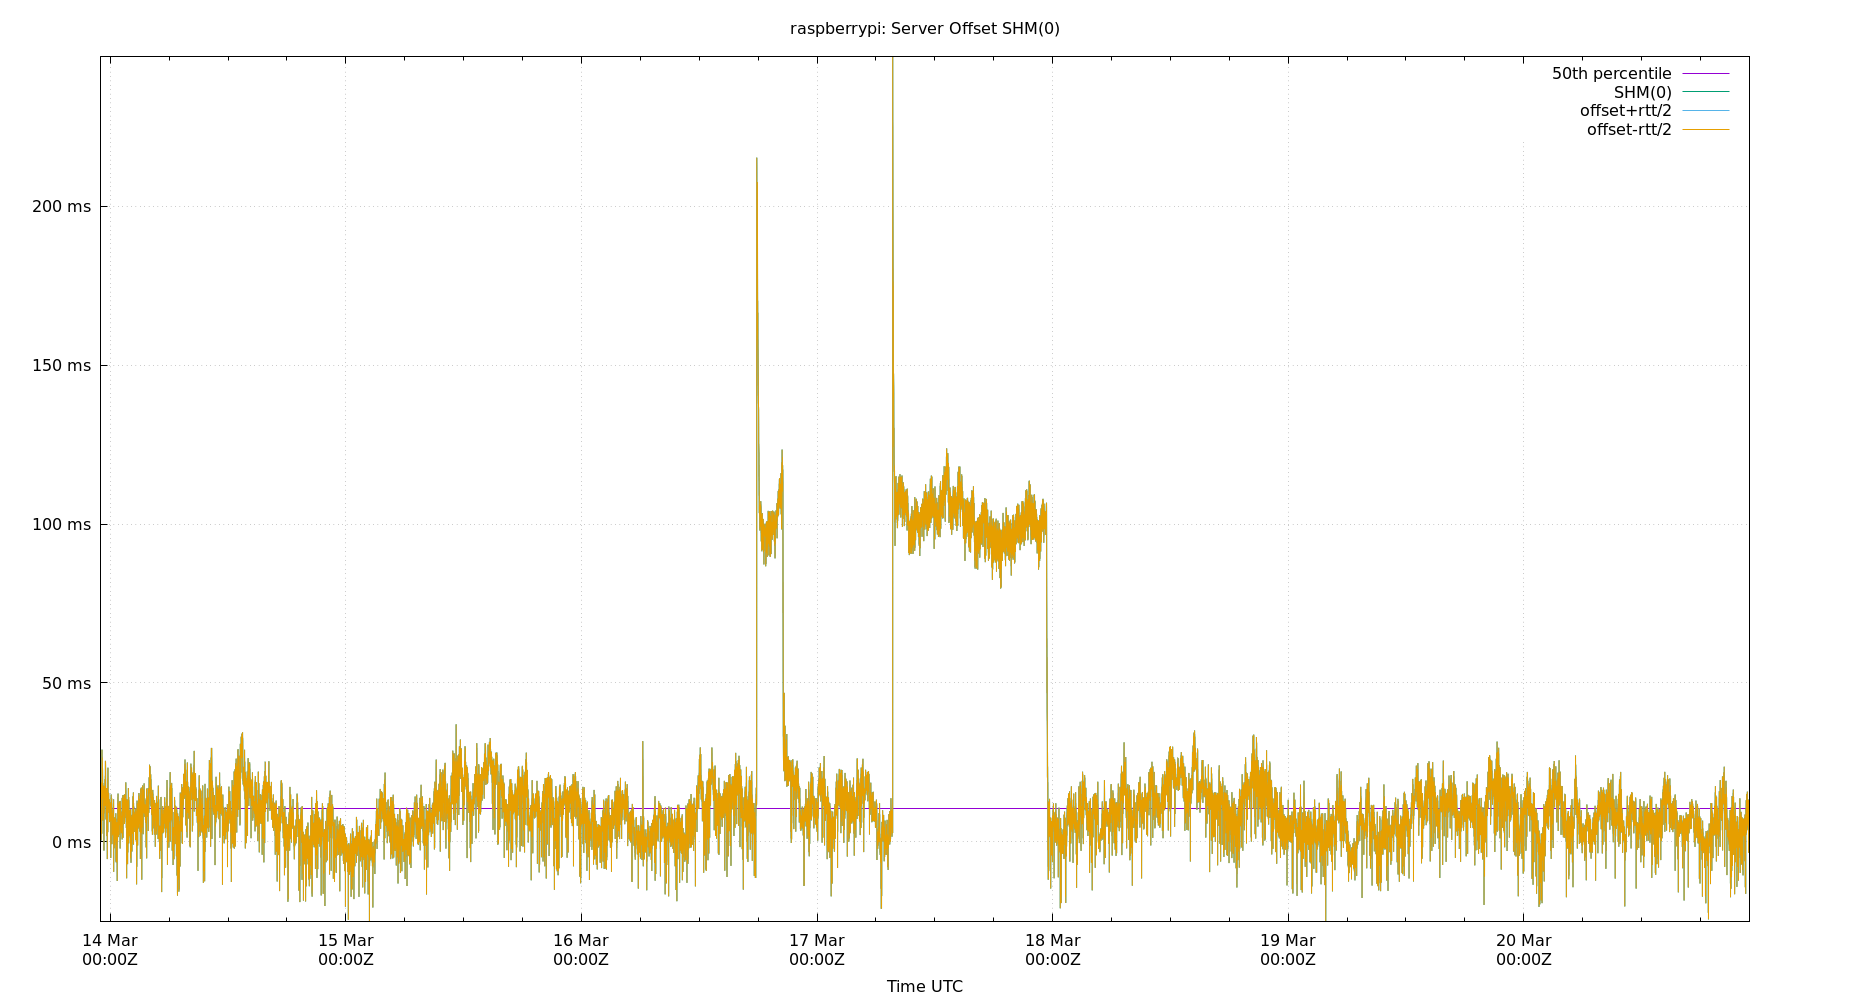 raspberrypi: Server Offset SHM(0)
50th percentile
SHM(0)
offset+rtt/2
offset-rtt/2
200 ms
150 ms
100 ms
50 ms
0 ms
14 Mar 15 Mar 16 Mar 17 Mar 18 Mar 19 Mar 20 Mar
00:00Z 00:00Z 00:00Z 00:00Z 00:00Z 00:00Z 00:00Z
Time UTC